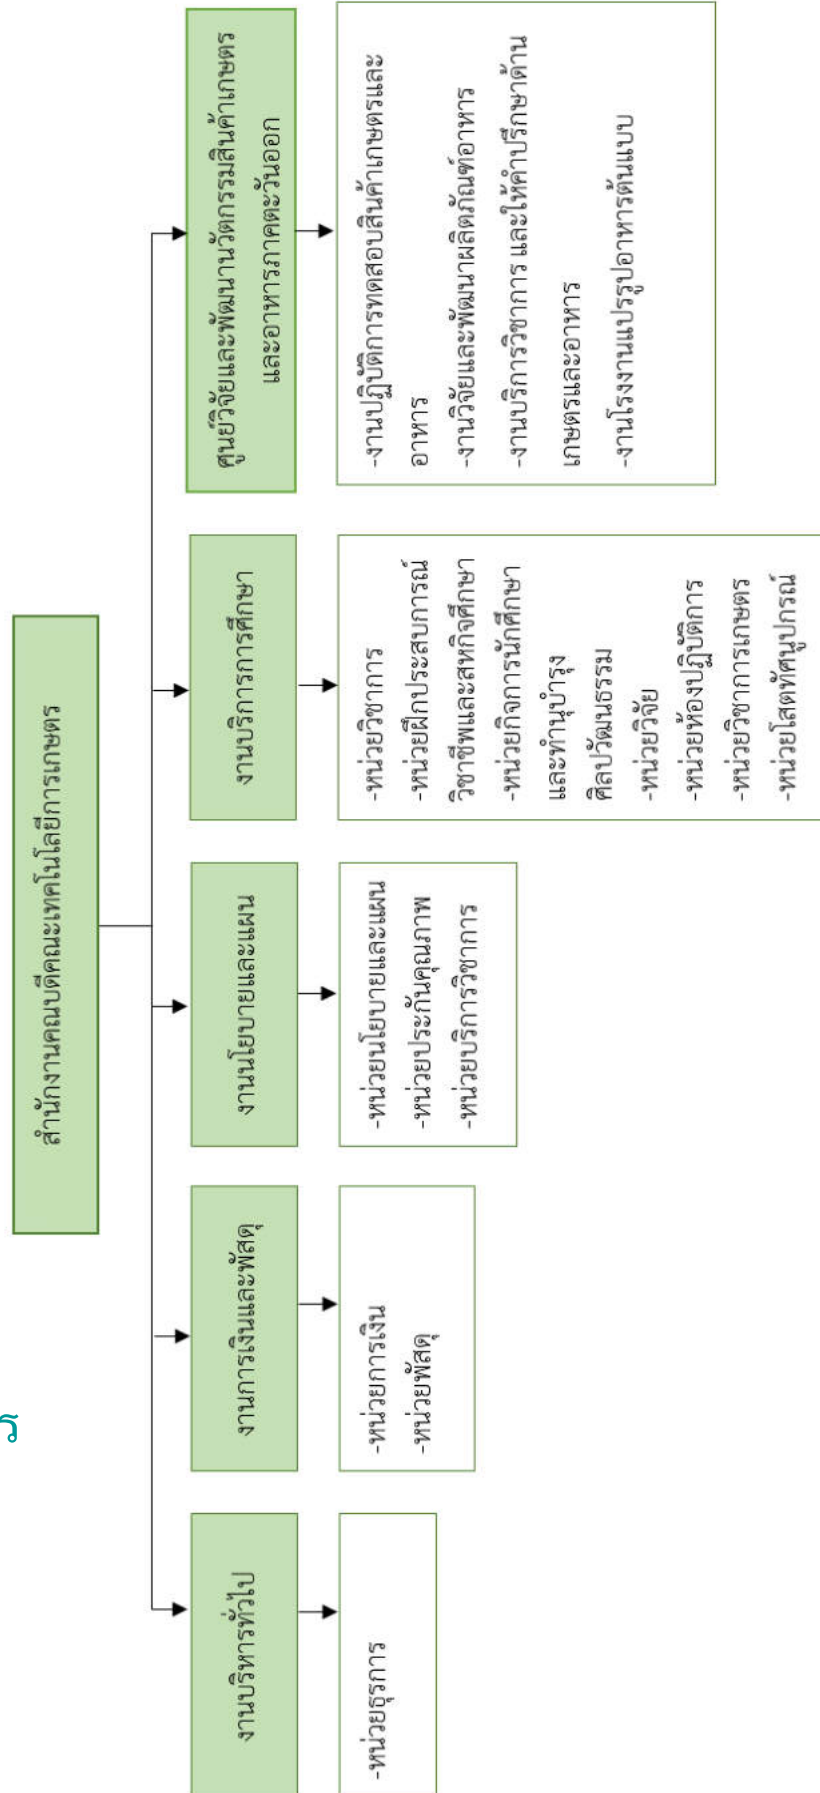 ร
สำนักงานคณบดีคณะเทคโนโลยีการเกษตร
งานบริหารทั่วไป
-หน่วยธุรการ
งานการเงินและพัสดุ
-หน่วยการเงิน
-หน่วยพัสดุ
งานนโยบายและแผน
-หน่วยนโยบายและแผน
-หน่วยประกันคุณภาพ
-หน่วยบริการวิชาการ
งานบริการการศึกษา
-หน่วยวิชาการ
-หน่วยฝึกประสบการณ์
วิชาชีพและสหกิจศึกษา
-หน่วยกิจการนักศึกษา
และทำนุบำรุง
ศิลปวัฒนธรรม
-หน่วยวิจัย
-หน่วยห้องปฏิบัติการ
-หน่วยวิชาการเกษตร
-หน่วยโสตทัศนูปกรณ์
ศูนย์วิจัยและพัฒนานวัตกรรมสินค้าเกษตร
และอาหารภาคตะวันออก
-งานปฏิบัติการทดสอบสินค้าเกษตรและ
อาหาร
-งานวิจัยและพัฒนาผลิตภัณฑ์อาหาร
-งานบริการวิชาการ และให้คำปรึกษาด้าน
เกษตรและอาหาร
-งานโรงงานแปรรูปอาหารต้นแบบ